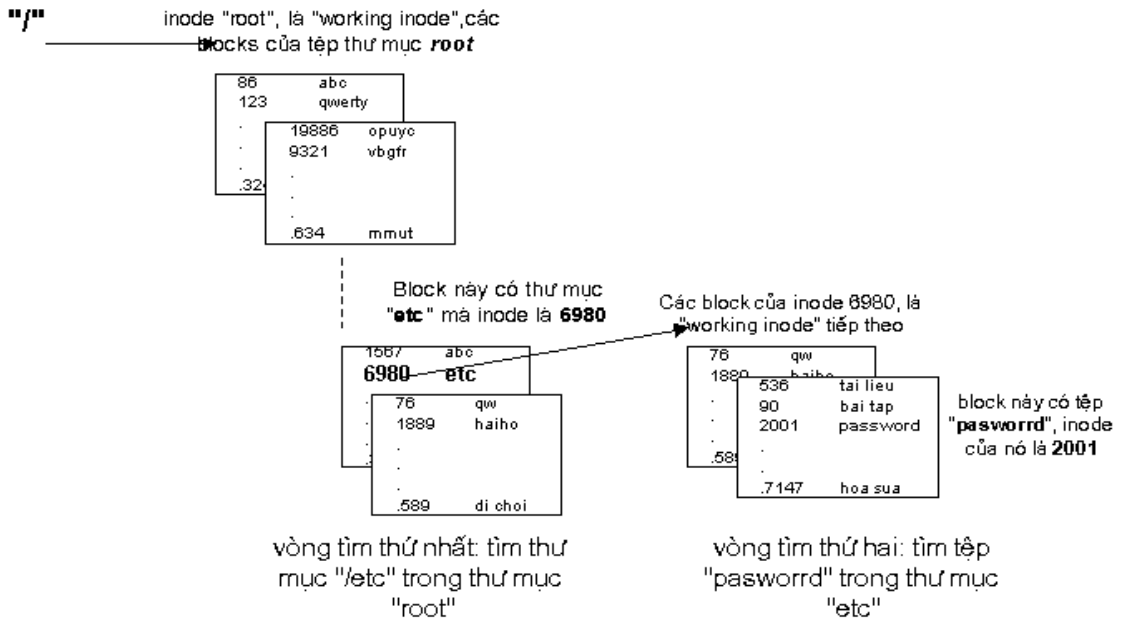 "/"
inode "root", là "working inode",các
blocks của tệp thư mục root
86 abc
123 qwerty
.
.
.
.324
19886 opuyc
9321 vbgfr
.
.
.
.634 mmut
Block này có thư mục
"etc" mà inode là 6980
1567 abc
6980 etc
.
.
.
76 qw
1889 haiho
.
.
.
.589 di choi
vòng tìm thứ nhất: tìm thư
mục "/etc" trong thư mục
"root"
Các block của inode 6980, là
"working inode" tiếp theo
76 qw
1889 haiho
.
.
.589
536 tai lieu
90 bai tap
2001 password
.
.
.7147 hoa sua
block này có tệp
"pasworrd", inode
của nó là 2001
vòng tìm thứ hai: tìm tệp
"pasworrd" trong thư mục
"etc"